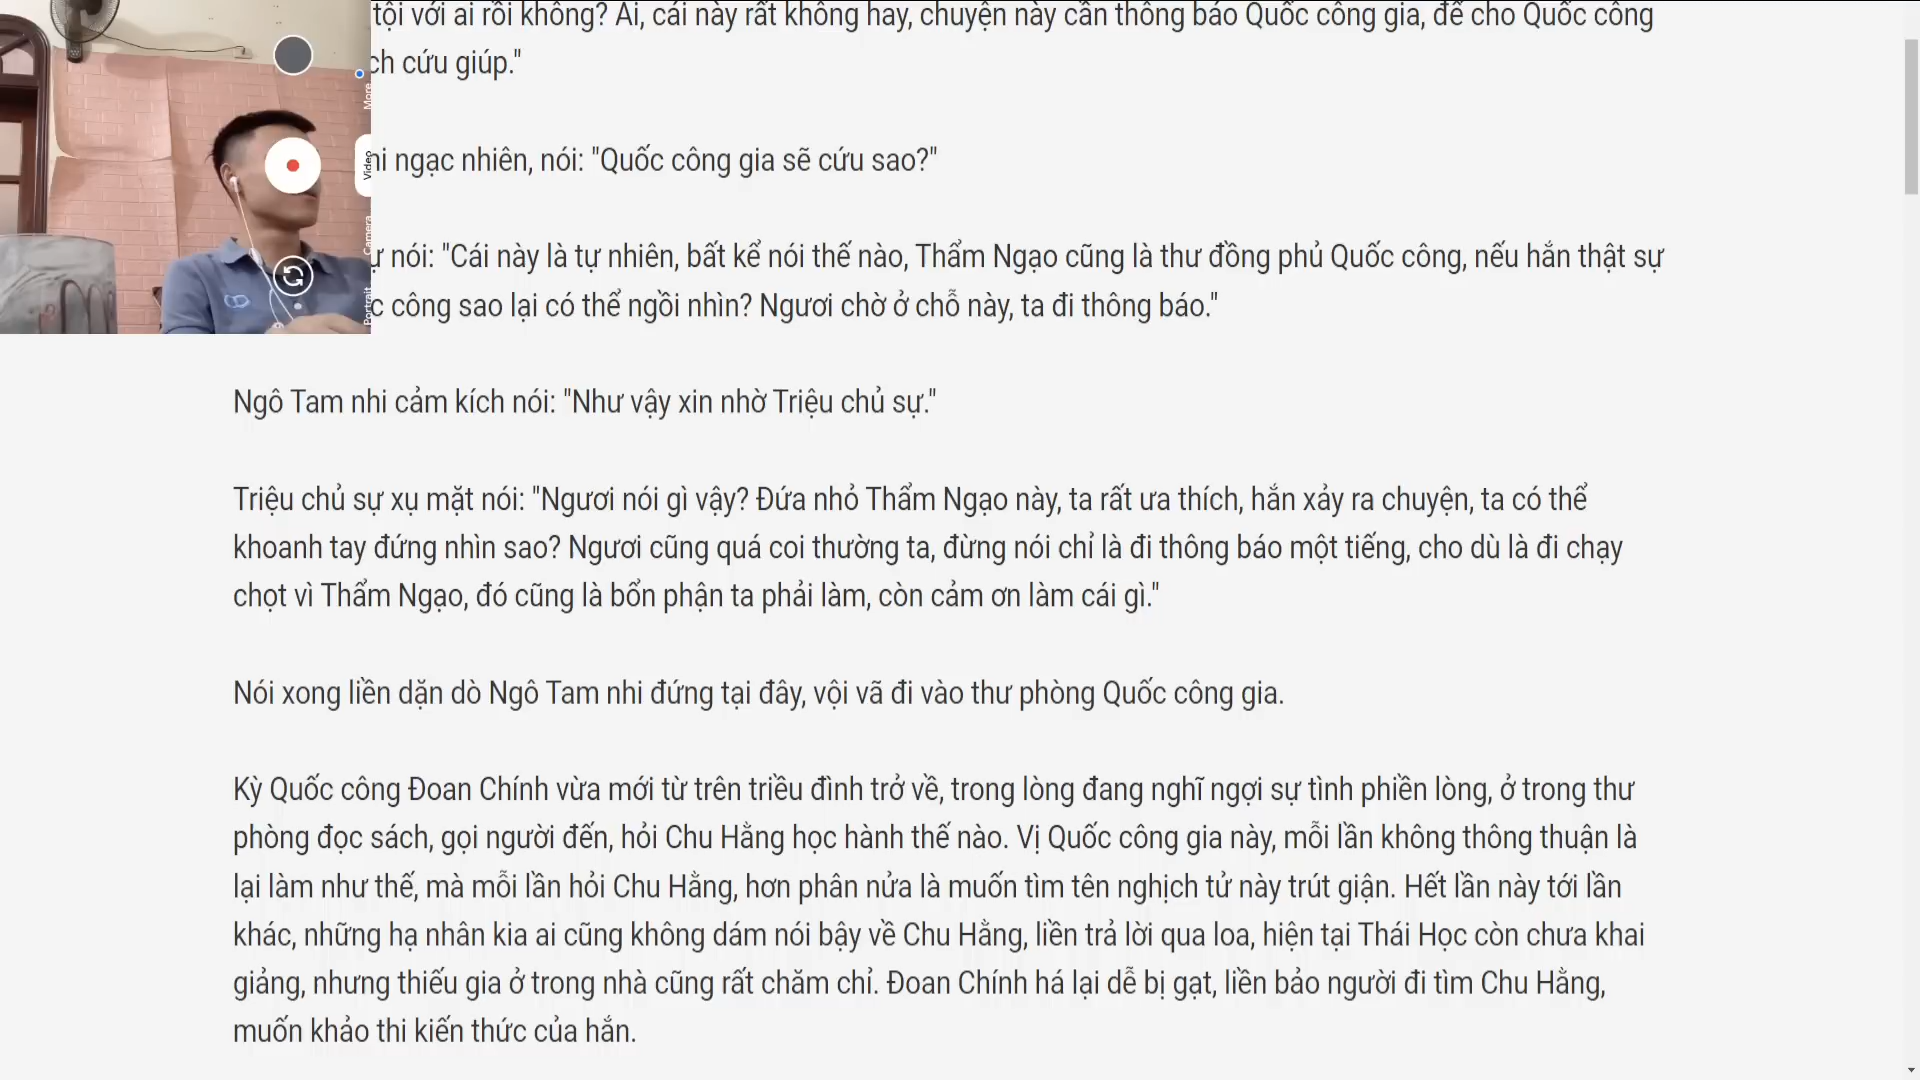 tội với ai rồi không? Ai, cái này rất không hay, chuyện này cần thông báo Quốc công gia, để cho Quốc công
ch cứu giúp."
ngạc nhiên, nói: "Quốc công gia sẽ cứu sao?"
nói: "Cái này là tự nhiên, bất kể nói thế nào, Thẩm Ngạo cũng là thư đồng phủ Quốc công, nếu hắn thật sự
c công sao lại có thể ngồi nhìn? Ngươi chờ ở chỗ này, ta đi thông báo."
More
Video
Camera
Portrait
Ngô Tam nhi cảm kích nói: "Như vậy xin nhờ Triệu chủ sự."
Triệu chủ sự xụ mặt nói: "Ngươi nói gì vậy? Đứa nhỏ Thẩm Ngạo này, ta rất ưa thích, hắn xảy ra chuyện, ta có thể
khoanh tay đứng nhìn sao? Ngươi cũng quá coi thường ta, đừng nói chỉ là đi thông báo một tiếng, cho dù là đi chạy
chọt vì Thẩm Ngạo, đó cũng là bổn phận ta phải làm, còn cảm ơn làm cái gì."
Nói xong liền dặn dò Ngô Tam nhi đứng tại đây, vội vã đi vào thư phòng Quốc công gia.
Kỳ Quốc công Đoan Chính vừa mới từ trên triều đình trở về, trong lòng đang nghĩ ngợi sự tình phiền lòng, ở trong thư
phòng đọc sách, gọi người đến, hỏi Chu Hằng học hành thế nào. Vị Quốc công gia này, mỗi lần không thông thuận là
lại làm như thế, mà mỗi lần hỏi Chu Hằng, hơn phân nửa là muốn tìm tên nghịch tử này trút giận. Hết lần này tới lần
khác, những hạ nhân kia ai cũng không dám nói bậy về Chu Hằng, liền trả lời qua loa, hiện tại Thái Học còn chưa khai
giảng, nhưng thiếu gia ở trong nhà cũng rất chăm chỉ. Đoan Chính há lại dễ bị gạt, liền bảo người đi tìm Chu Hằng,
muốn khảo thi kiến thức của hắn.